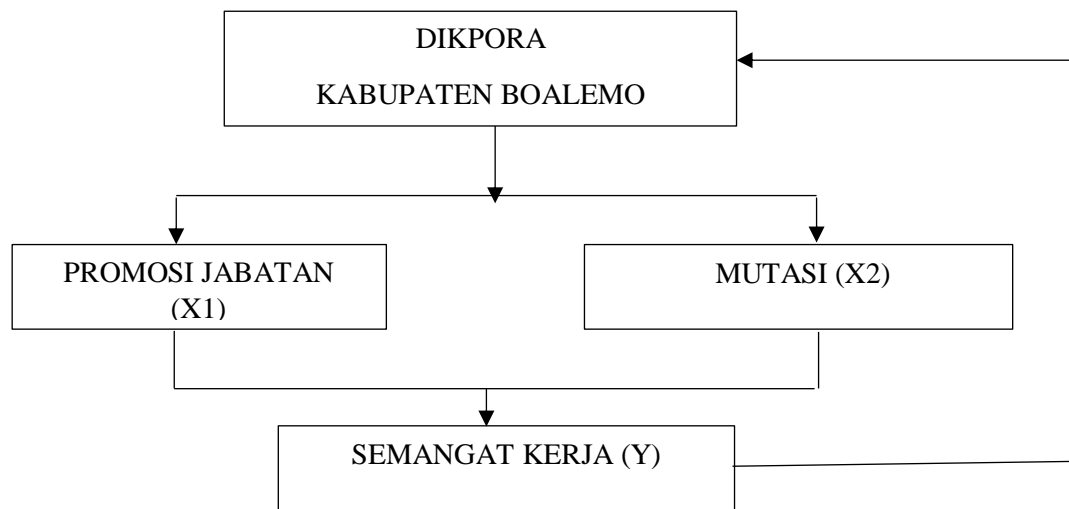 DIKPORA
KABUPATEN BOALEMO
PROMOSI JABATAN
(X1)
MUTASI (X2)
SEMANGAT KERJA (Y)